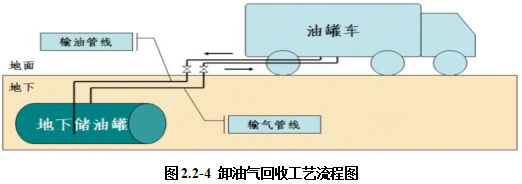 输油管线
油罐车
地面
地下
地下储油罐
输气管线
图2.2-4 卸油气回收工艺流程图